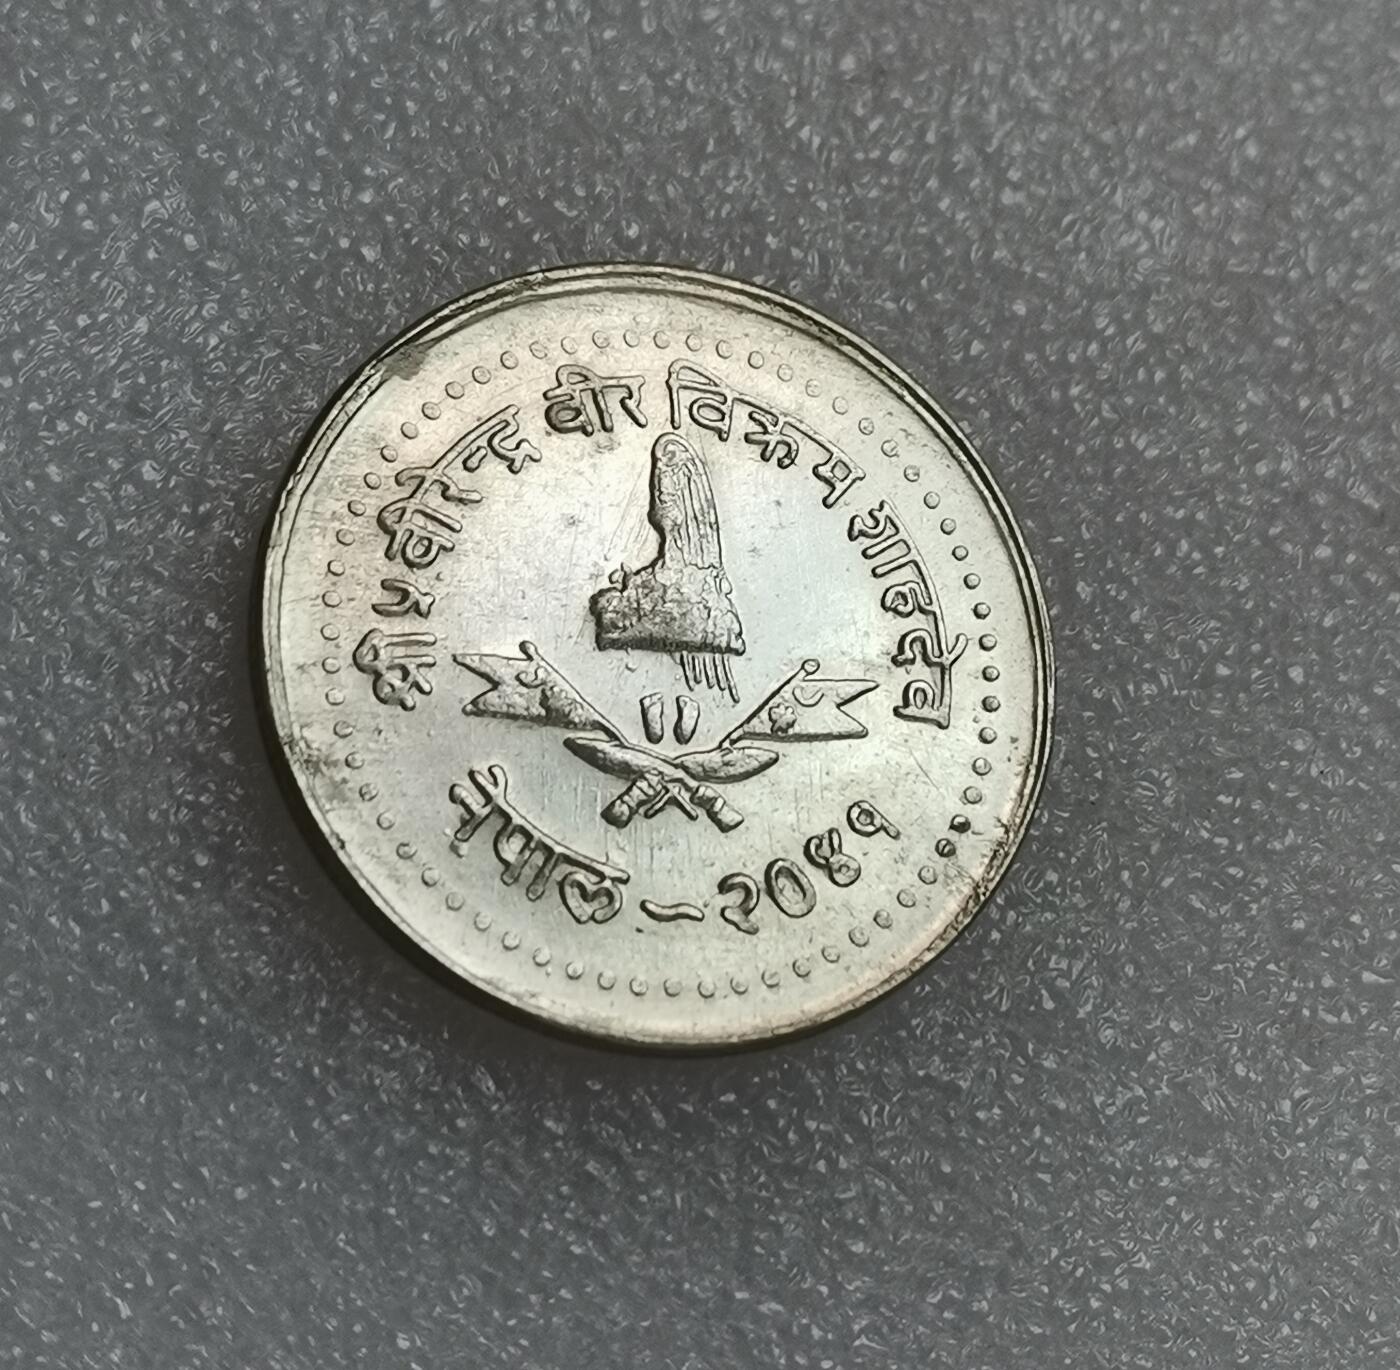 श्री ५ वीरेन्द्र वीर विक्रम शाहदेव
नेपाल - २०४१